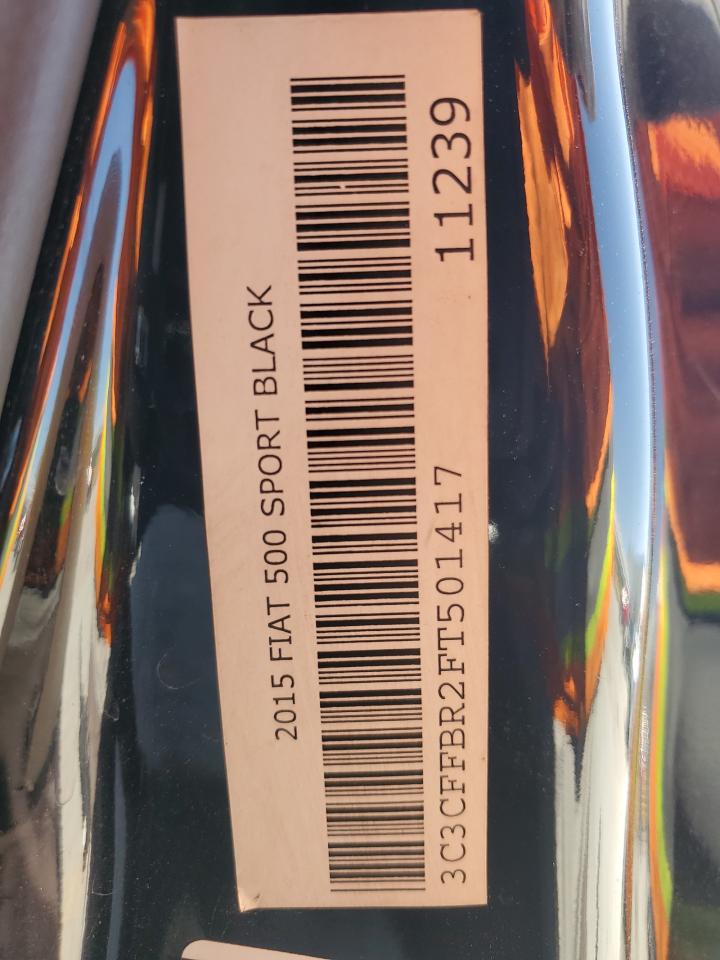 2015 FIAT 500 SPORT BLACK
3C3CFFBR2FT501417 11239